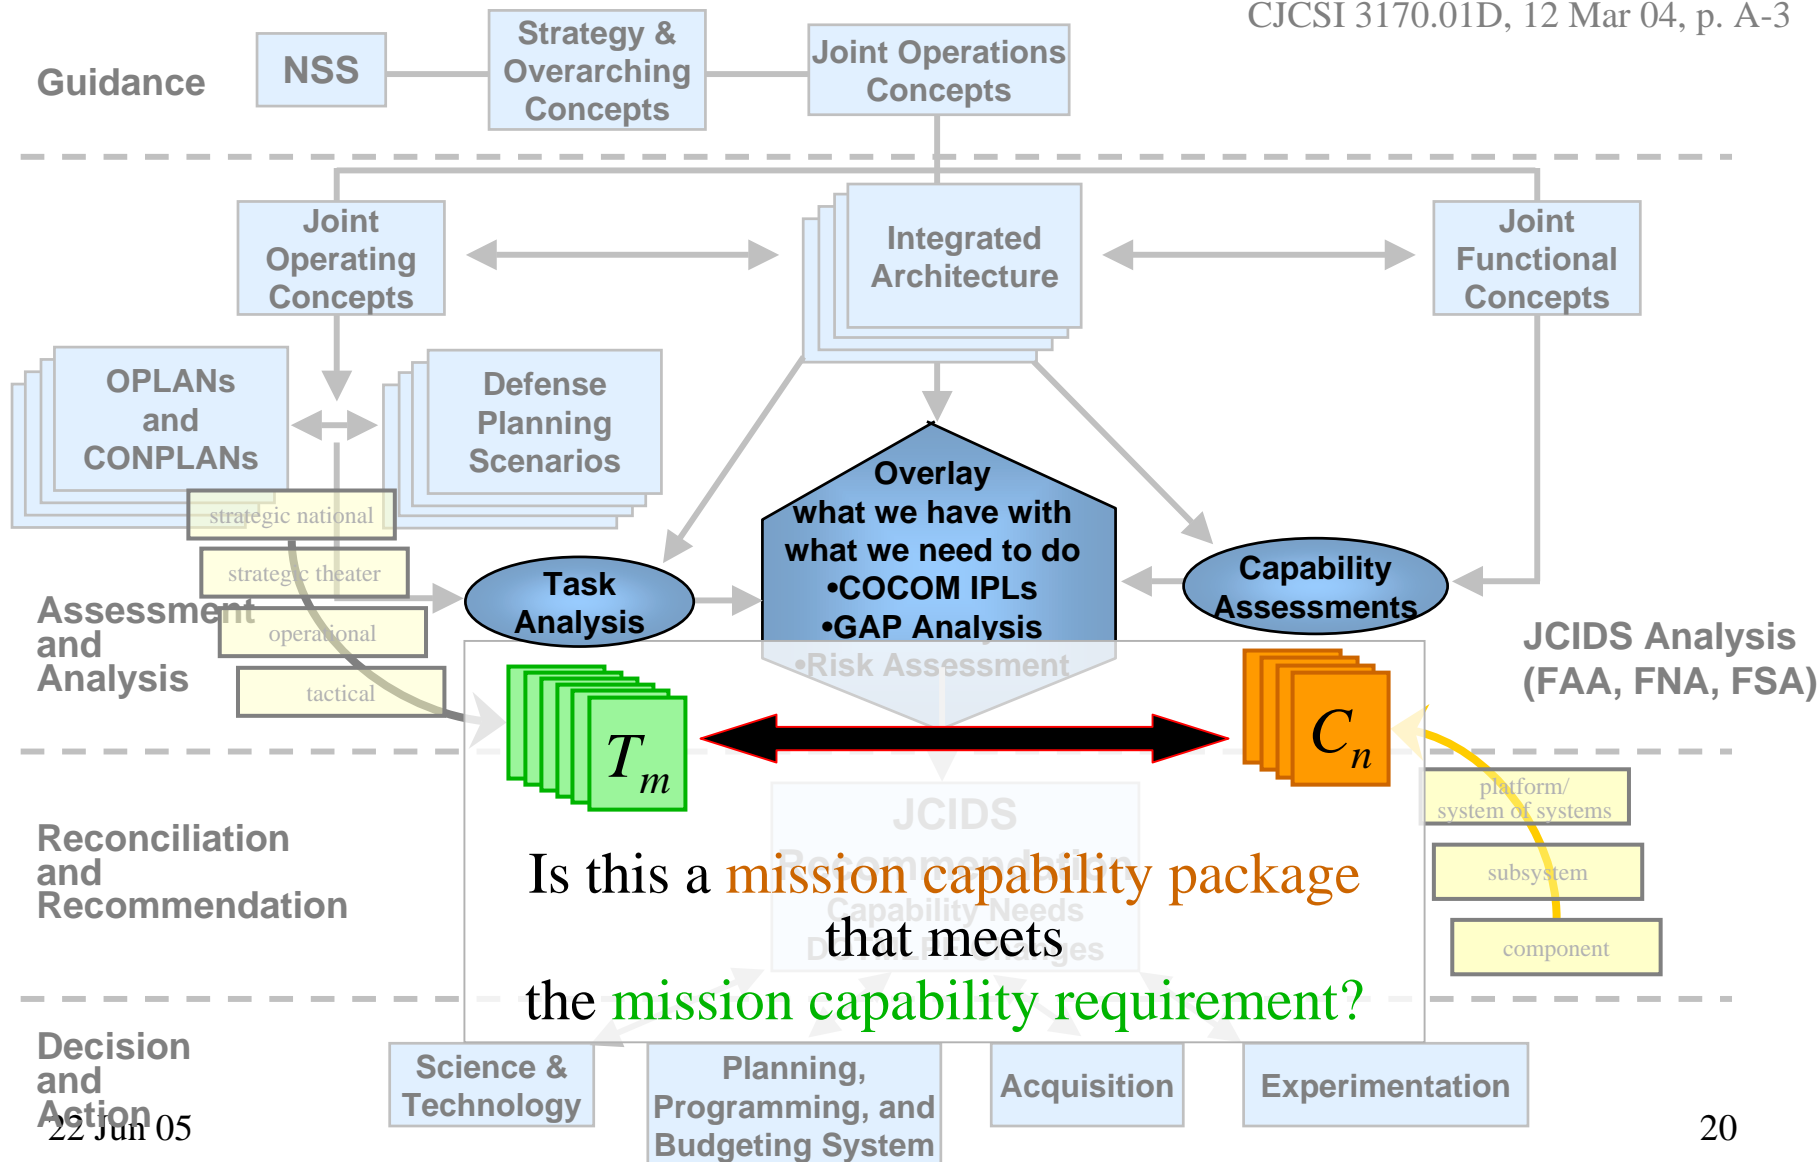 CJCSI 3170.01D, 12 Mar 04, p. A-3
Guidance
NSS
Strategy &
Overarching
Concepts
Joint Operations
Concepts
Joint
Operating
Concepts
Integrated
Architecture
Joint
Functional
Concepts
OPLANs
and
CONPLANs
Defense
Planning
Scenarios
strategic national
strategic theater
operational
tactical
Assessment
and
Analysis
Task
Analysis
Overlay
what we have with
what we need to do
•COCOM IPLs
•GAP Analysis
•Risk Assessment
Capability
Assessments
JCIDS Analysis
(FAA, FNA, FSA)
Tm
Cn
platform/
system of systems
subsystem
component
Reconciliation
and
Recommendation
JCIDS
Recommendation
Capability Needs
DOTMLPF Changes
Is this a mission capability package
that meets
the mission capability requirement?
Decision
and
Action
Science &
Technology
Planning,
Programming, and
Budgeting System
Acquisition
Experimentation
22 Jun 05
20